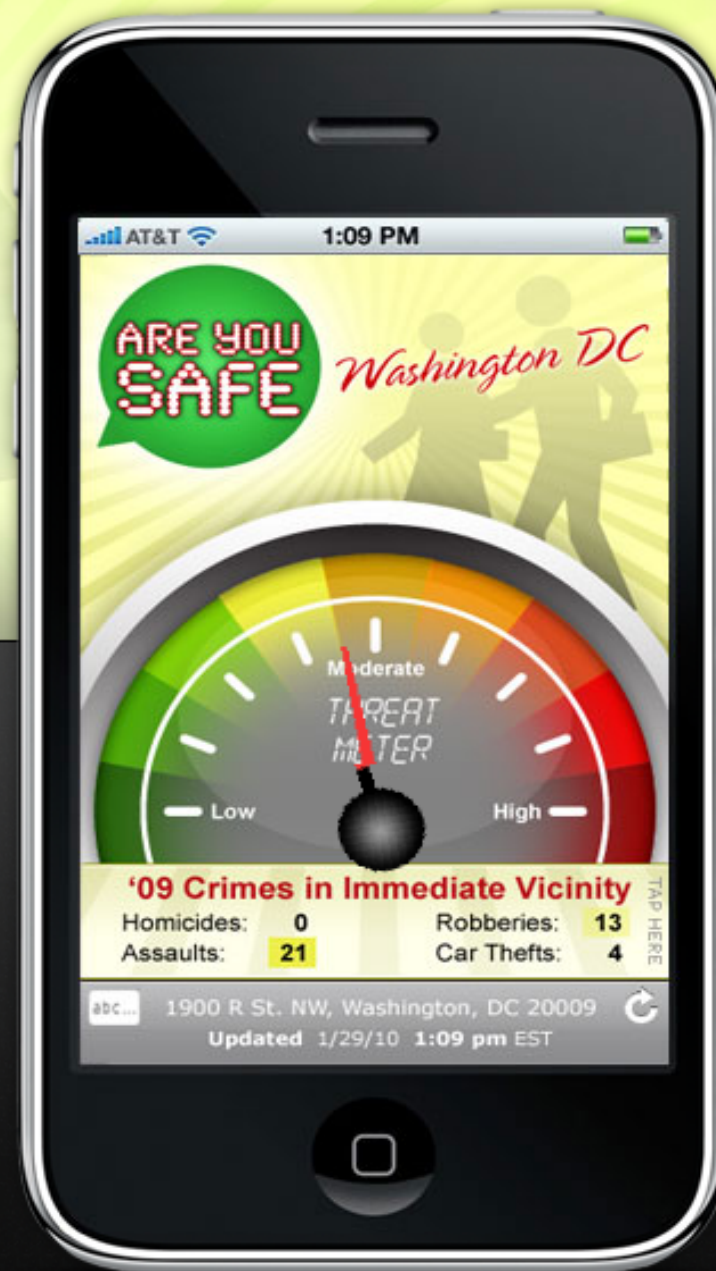 AT&T 1:09 PM
ARE YOU
SAFE
Washington DC
Moderate
THREAT
METER
Low High
‘09 Crimes in Immediate Vicinity
Homicides: 0 Robberies: 13
Assaults: 21 Car Thefts: 4
TAP HERE
abc... 1900 R St. NW, Washington, DC 20009
Updated 1/29/10 1:09 pm EST